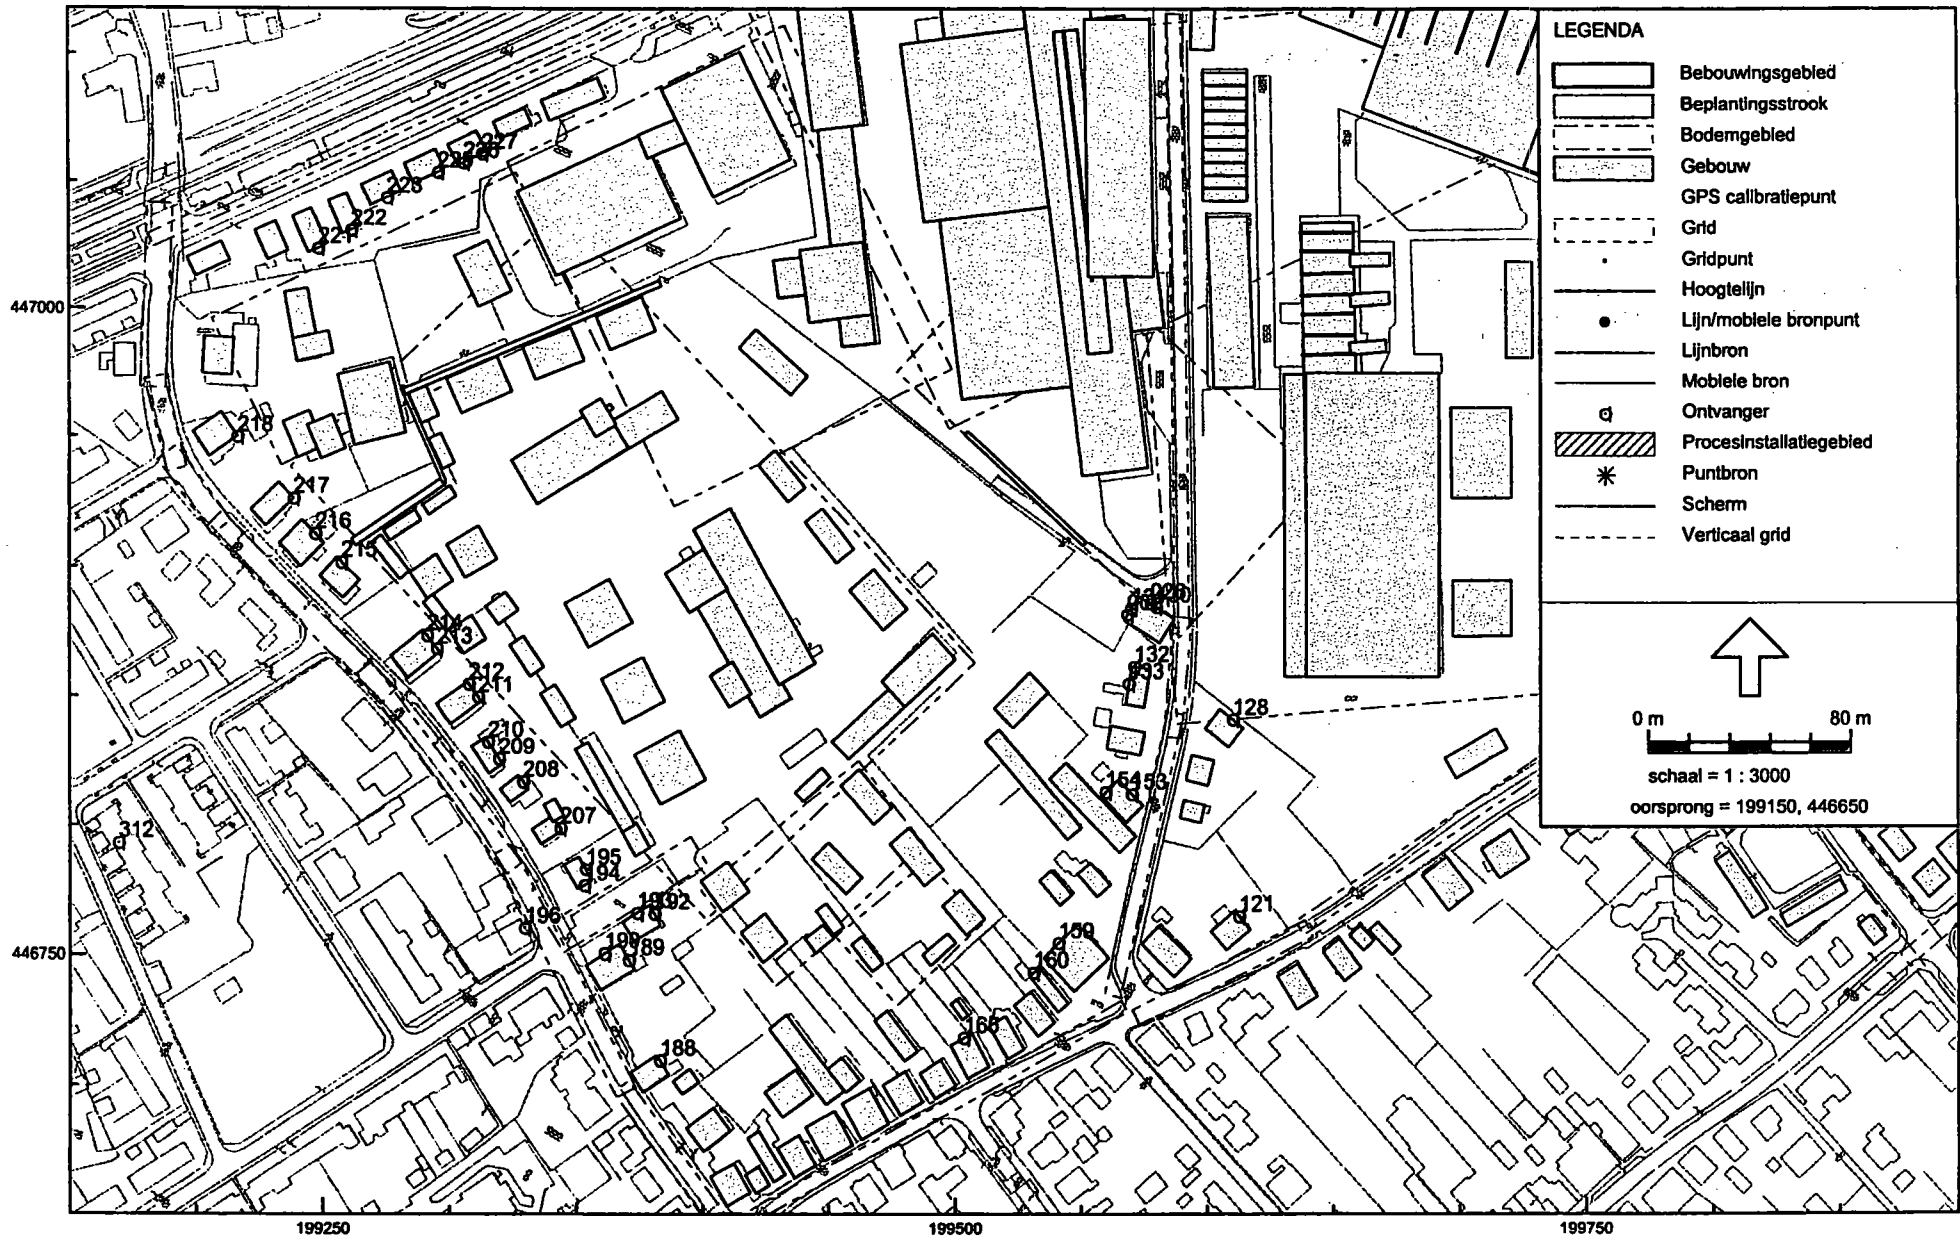 LEGENDA
Bebouwingsgebied
Beplantingsstrook
Bodemgebied
Gebouw
GPS calibratiepunt
Grid
Gridpunt
Hoogtelijn
Lijn/mobiele bronpunt
Lijnbron
Mobiele bron
Ontvanger
Procesinstallatiegebied
Puntbron
Scherm
Verticaal grid
0 m 80 m
schaal = 1 : 3000
oorsprong = 199150, 446650
227
223
222
221
447000
218
217
216
215
214
213
212
211
210
209
208
207
132
133
128
154
153
312
195
194
193
192
196
189
121
159
160
446750
188
199250
199500
199750